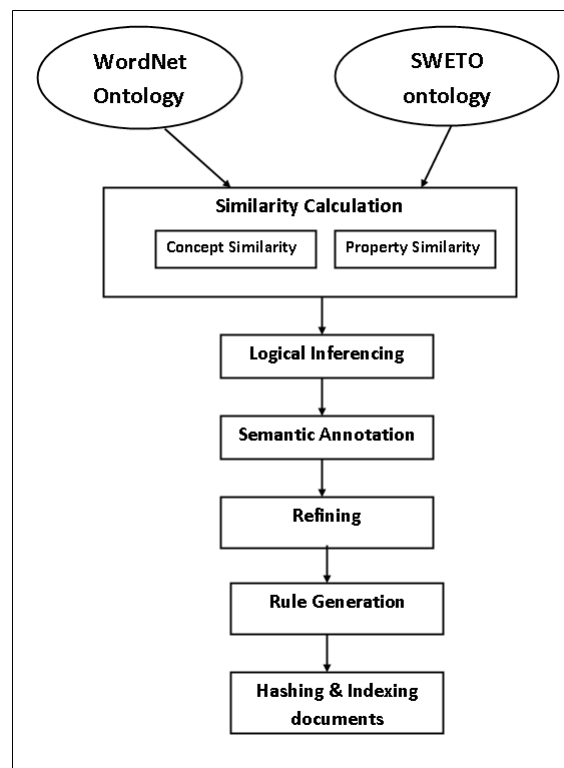 WordNet
Ontology
SWETO
ontology
Similarity Calculation
Concept Similarity
Property Similarity
Logical Inferencing
Semantic Annotation
Refining
Rule Generation
Hashing & Indexing
documents